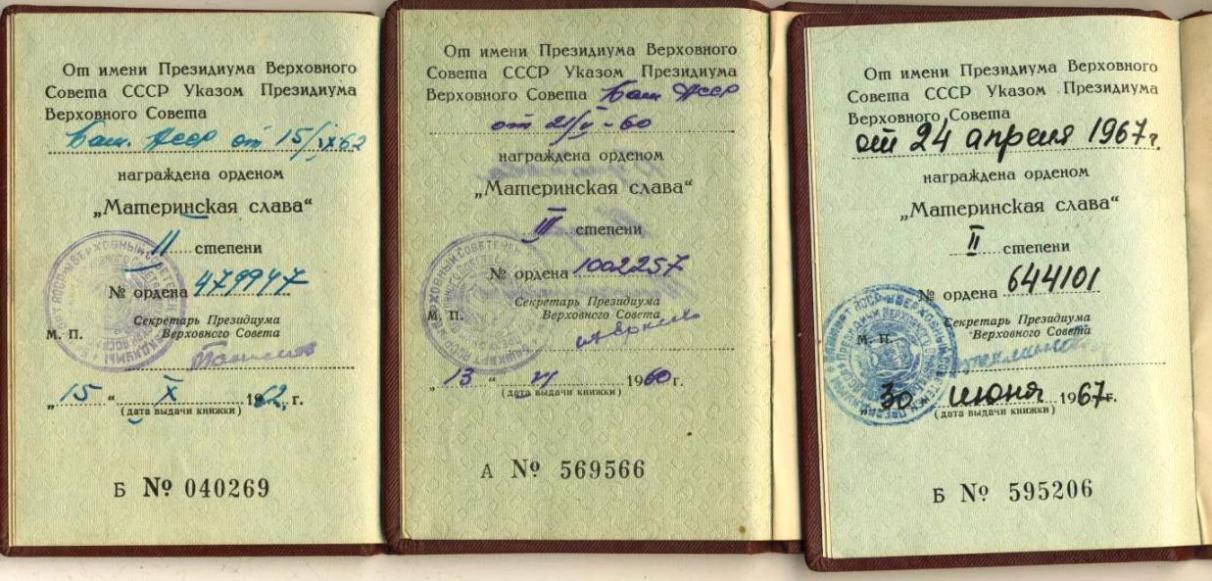 От имени Президиума Верховного
Совета СССР Указом Президиума
Верховного Совета
Баш. АССР от 15/IX 62
награждена орденом
„Материнская слава“
II степени
№ ордена 479947
Секретарь Президиума
М. П. Верховного Совета
„15“ X 1962 г.
(дата выдачи книжки)
Б № 040269
От имени Президиума Верховного
Совета СССР Указом Президиума
Верховного Совета Баш АССР
от 21/V-60
награждена орденом
„Материнская слава“
III степени
№ ордена 1002257
Секретарь Президиума
М. П. Верховного Совета
„13“ VI 1960 г.
(дата выдачи книжки)
А № 569566
От имени Президиума Верховного
Совета СССР Указом Президиума
Верховного Совета
от 24 апреля 1967 г.
награждена орденом
„Материнская слава“
II степени
№ ордена 644101
Секретарь Президиума
М. П. Верховного Совета
„30“ июня 1967 г.
(дата выдачи книжки)
Б № 595206